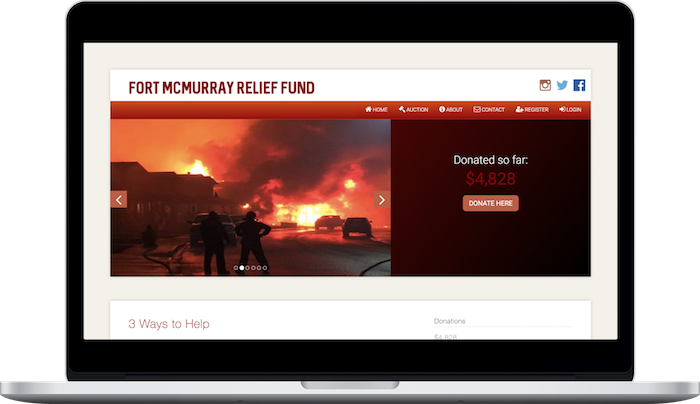 FORT MCMURRAY RELIEF FUND
HOME AUCTION ABOUT CONTACT REGISTER LOGIN
Donated so far:
$4,828
DONATE HERE
3 Ways to Help
Donations
$4,828